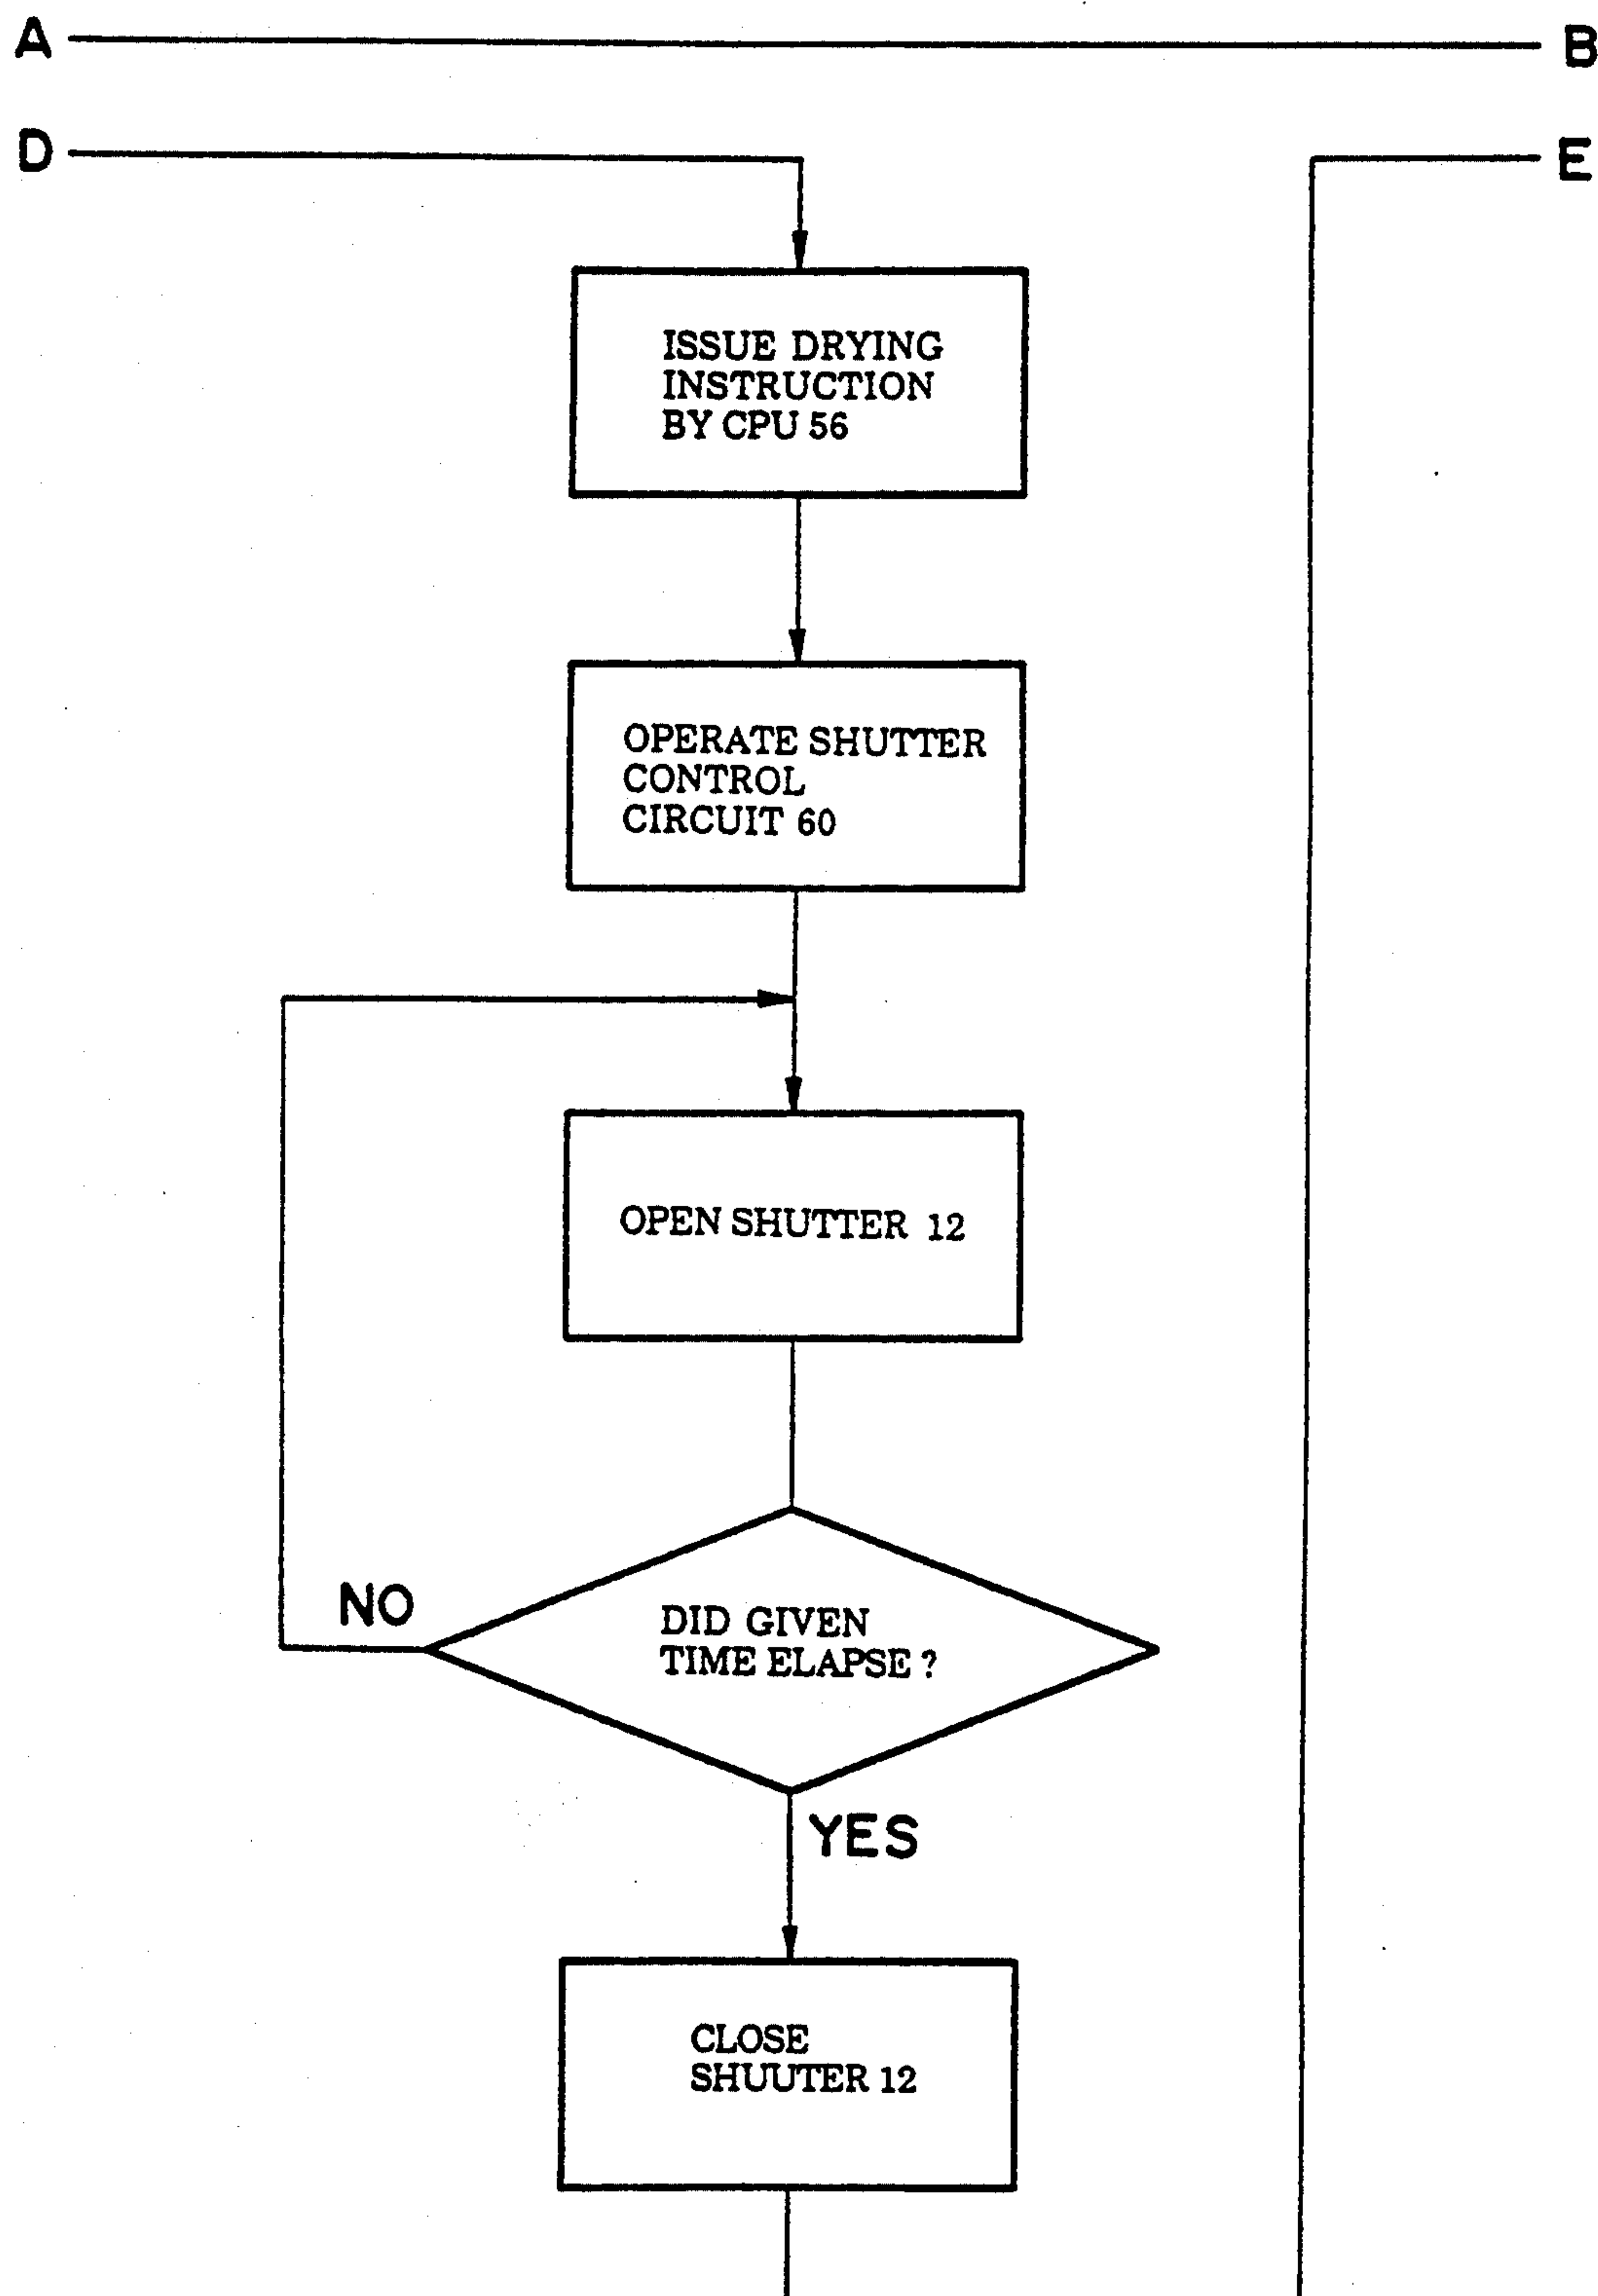 A
B
D
E
ISSUE DRYING
INSTRUCTION
BY CPU 56
OPERATE SHUTTER
CONTROL
CIRCUIT 60
OPEN SHUTTER 12
NO
DID GIVEN
TIME ELAPSE ?
YES
CLOSE
SHUUTER 12